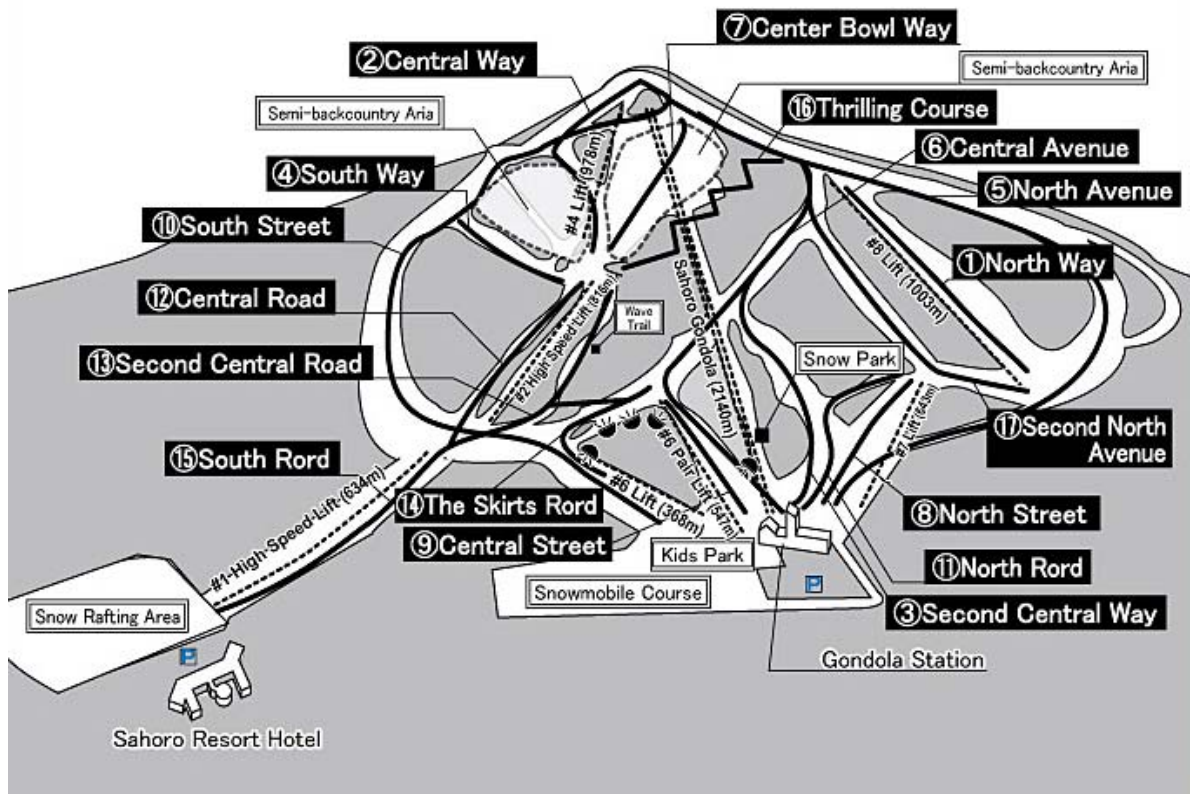 ⑦Center Bowl Way
②Central Way
Semi-backcountry Aria
Semi-backcountry Aria
⑯Thrilling Course
⑥Central Avenue
④South Way
⑤North Avenue
⑩South Street
#4 Lift (978m)
①North Way
#8 Lift (1003m)
Sahoro Gondola (2140m)
⑫Central Road
#2 High Speed Lift (816m)
Wave
Trail
⑬Second Central Road
Snow Park
⑰Second North
Avenue
#7 Lift (643m)
⑮South Rord
#6 Pair Lift (547m)
#6 Lift (368m)
⑭The Skirts Rord
⑧North Street
#1 High Speed Lift (634m)
⑨Central Street
Kids Park
⑪North Rord
P
Snowmobile Course
③Second Central Way
Snow Rafting Area
P
Gondola Station
Sahoro Resort Hotel